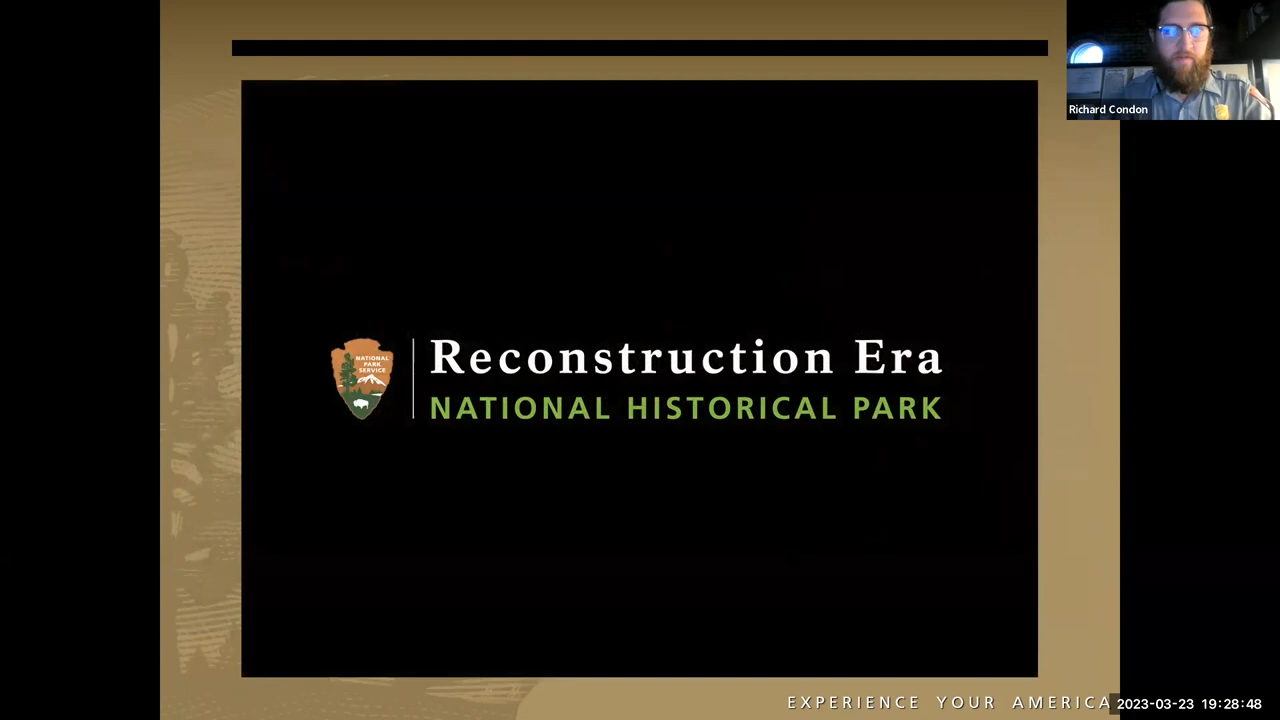 Richard Condon
NATIONAL
PARK
SERVICE
Reconstruction Era
NATIONAL HISTORICAL PARK
EXPERIENCE YOUR AMERICA
2023-03-23 19:28:48